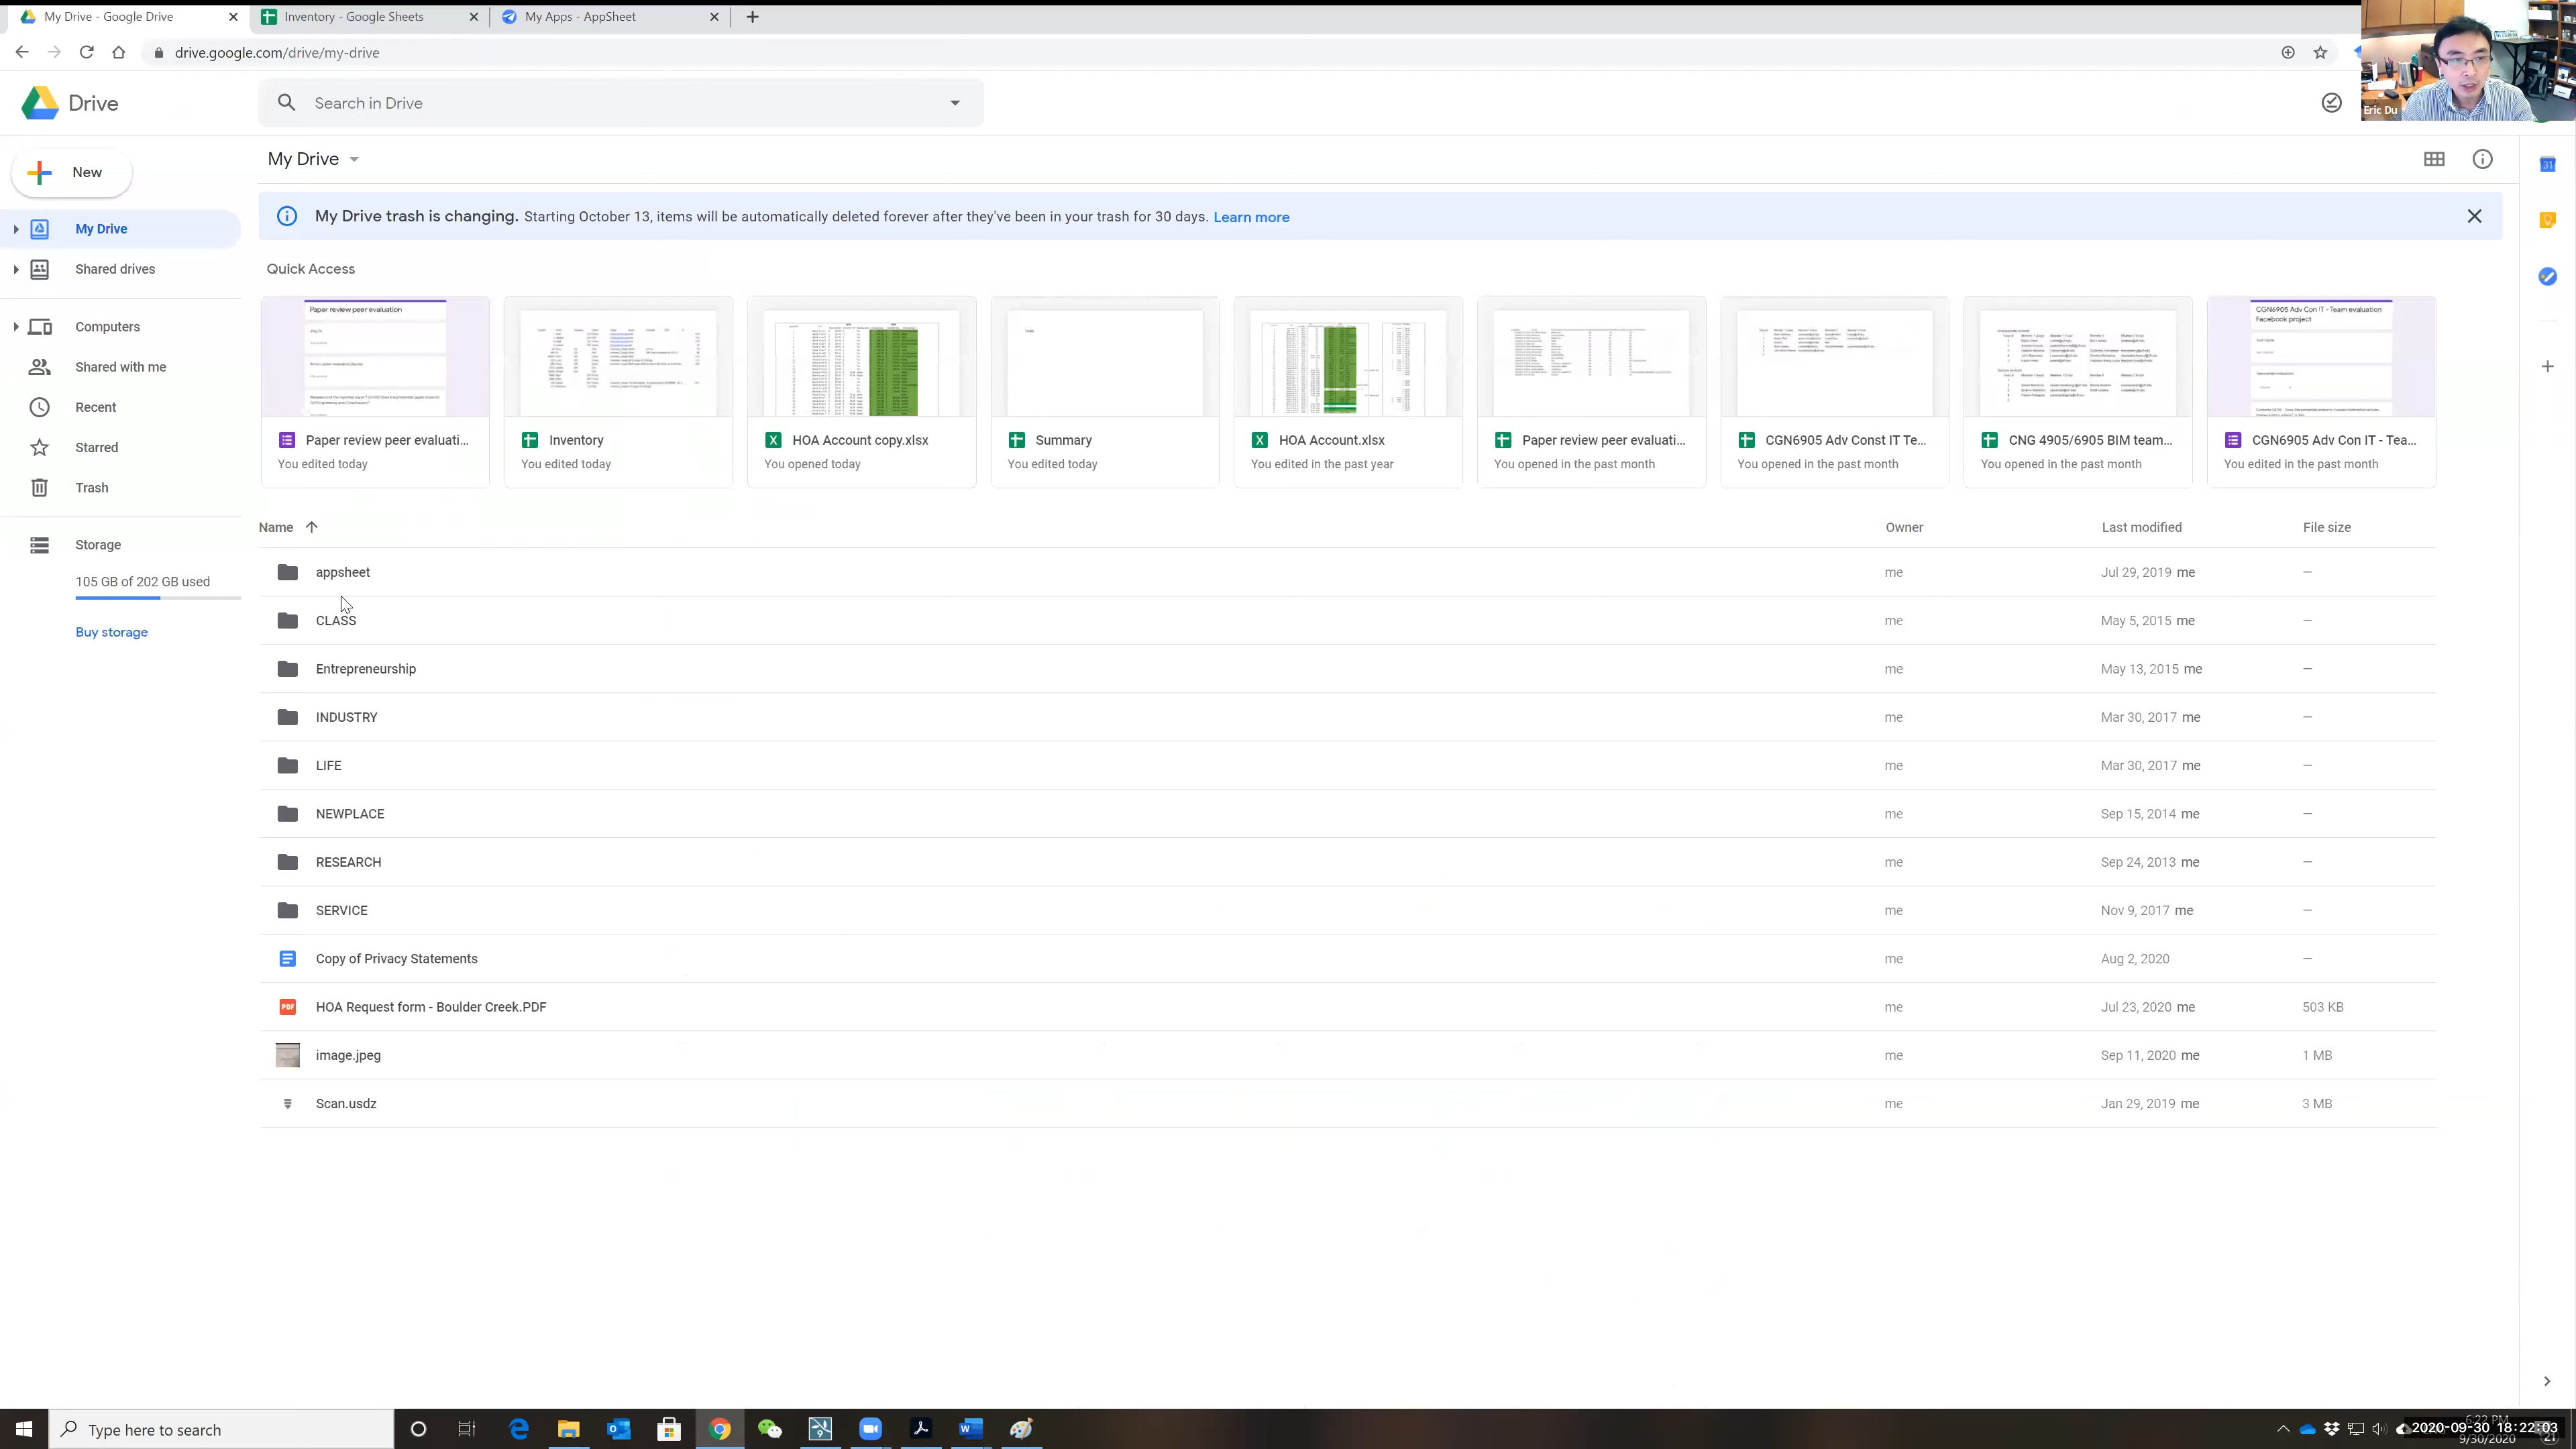 My Drive - Google Drive
Inventory - Google Sheets
My Apps - AppSheet
drive.google.com/drive/my-drive
Drive
Search in Drive
Eric Du
New
My Drive
My Drive trash is changing. Starting October 13, items will be automatically deleted forever after they've been in your trash for 30 days. Learn more
My Drive
Shared drives
Computers
Shared with me
Recent
Starred
Trash
Storage
105 GB of 202 GB used
Buy storage
Quick Access
Paper review peer evaluation
CGN6905 Adv Con IT - Team evaluation
Facebook project
Paper review peer evaluati...
You edited today
Inventory
You edited today
HOA Account copy.xlsx
You opened today
Summary
You edited today
HOA Account.xlsx
You edited in the past year
Paper review peer evaluati...
You opened in the past month
CGN6905 Adv Const IT Te...
You opened in the past month
CNG 4905/6905 BIM team...
You opened in the past month
CGN6905 Adv Con IT - Tea...
You edited in the past month
Name Owner Last modified File size
appsheet me Jul 29, 2019 me –
CLASS me May 5, 2015 me –
Entrepreneurship me May 13, 2015 me –
INDUSTRY me Mar 30, 2017 me –
LIFE me Mar 30, 2017 me –
NEWPLACE me Sep 15, 2014 me –
RESEARCH me Sep 24, 2013 me –
SERVICE me Nov 9, 2017 me –
Copy of Privacy Statements me Aug 2, 2020 –
PDF HOA Request form - Boulder Creek.PDF me Jul 23, 2020 me 503 KB
image.jpeg me Sep 11, 2020 me 1 MB
Scan.usdz me Jan 29, 2019 me 3 MB
Type here to search
6:22 PM
2020-09-30 18:22:03
9/30/2020